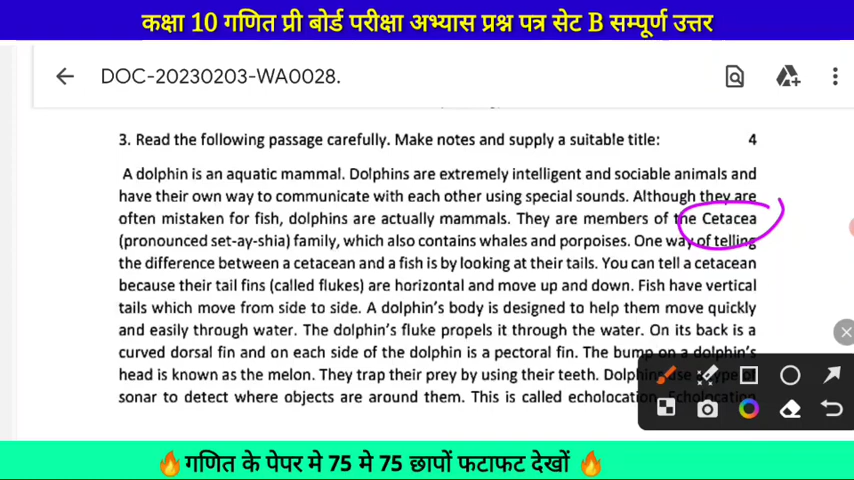 कक्षा 10 गणित प्री बोर्ड परीक्षा अभ्यास प्रश्न पत्र सेट B सम्पूर्ण उत्तर
DOC-20230203-WA0028.
3. Read the following passage carefully. Make notes and supply a suitable title: 4
A dolphin is an aquatic mammal. Dolphins are extremely intelligent and sociable animals and
have their own way to communicate with each other using special sounds. Although they are
often mistaken for fish, dolphins are actually mammals. They are members of the Cetacea
(pronounced set-ay-shia) family, which also contains whales and porpoises. One way of telling
the difference between a cetacean and a fish is by looking at their tails. You can tell a cetacean
because their tail fins (called flukes) are horizontal and move up and down. Fish have vertical
tails which move from side to side. A dolphin's body is designed to help them move quickly
and easily through water. The dolphin's fluke propels it through the water. On its back is a
curved dorsal fin and on each side of the dolphin is a pectoral fin. The bump on a dolphin's
head is known as the melon. They trap their prey by using their teeth. Dolphins use a type of
sonar to detect where objects are around them. This is called echolocation. Echolocation
गणित के पेपर मे 75 मे 75 छापों फटाफट देखों